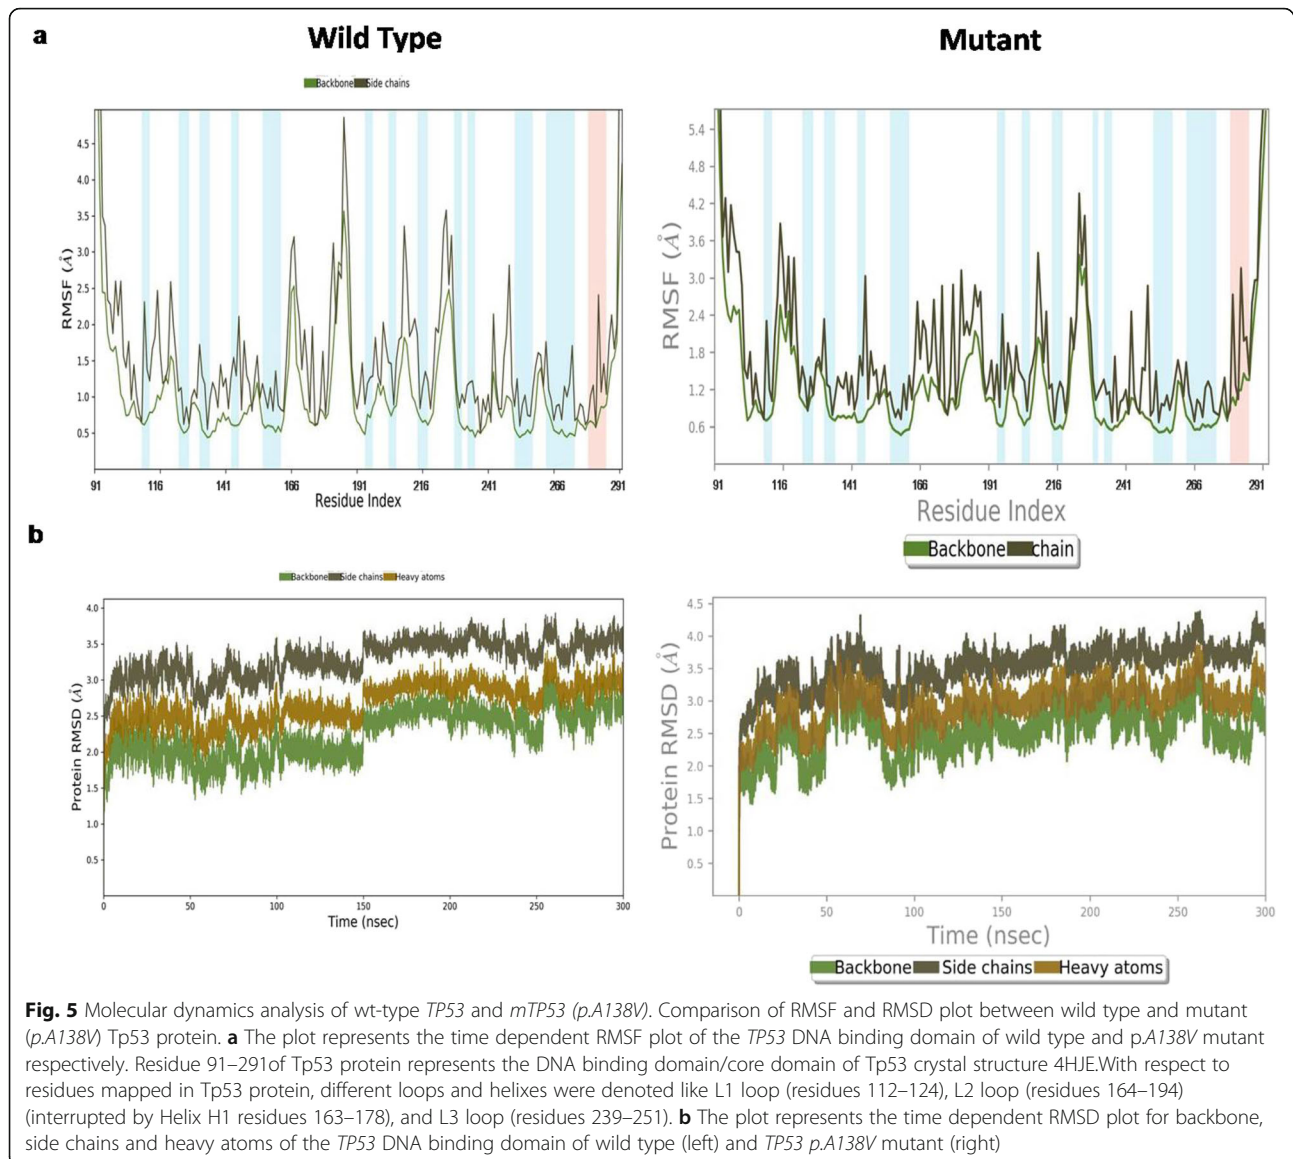 a
Wild Type
Mutant
Backbone Side chains
RMSF (Å)
4.5
4.0
3.5
3.0
2.5
2.0
1.5
1.0
0.5
91 116 141 166 191 216 241 266 291
Residue Index
RMSF (Å)
5.4
4.8
4.2
3.6
3.0
2.4
1.8
1.2
0.6
91 116 141 166 191 216 241 266 291
Residue Index
Backbone chain
b
Backbone Side chains Heavy atoms
Protein RMSD (Å)
4.0
3.5
3.0
2.5
2.0
1.5
1.0
0.5
0 50 100 150 200 250 300
Time (nsec)
Protein RMSD (Å)
4.5
4.0
3.5
3.0
2.5
2.0
1.5
1.0
0.5
0 50 100 150 200 250 300
Time (nsec)
Backbone Side chains Heavy atoms
Fig. 5 Molecular dynamics analysis of wt-type TP53 and mTP53 (p.A138V). Comparison of RMSF and RMSD plot between wild type and mutant
(p.A138V) Tp53 protein. a The plot represents the time dependent RMSF plot of the TP53 DNA binding domain of wild type and p.A138V mutant
respectively. Residue 91–291of Tp53 protein represents the DNA binding domain/core domain of Tp53 crystal structure 4HJE.With respect to
residues mapped in Tp53 protein, different loops and helixes were denoted like L1 loop (residues 112–124), L2 loop (residues 164–194)
(interrupted by Helix H1 residues 163–178), and L3 loop (residues 239–251). b The plot represents the time dependent RMSD plot for backbone,
side chains and heavy atoms of the TP53 DNA binding domain of wild type (left) and TP53 p.A138V mutant (right)